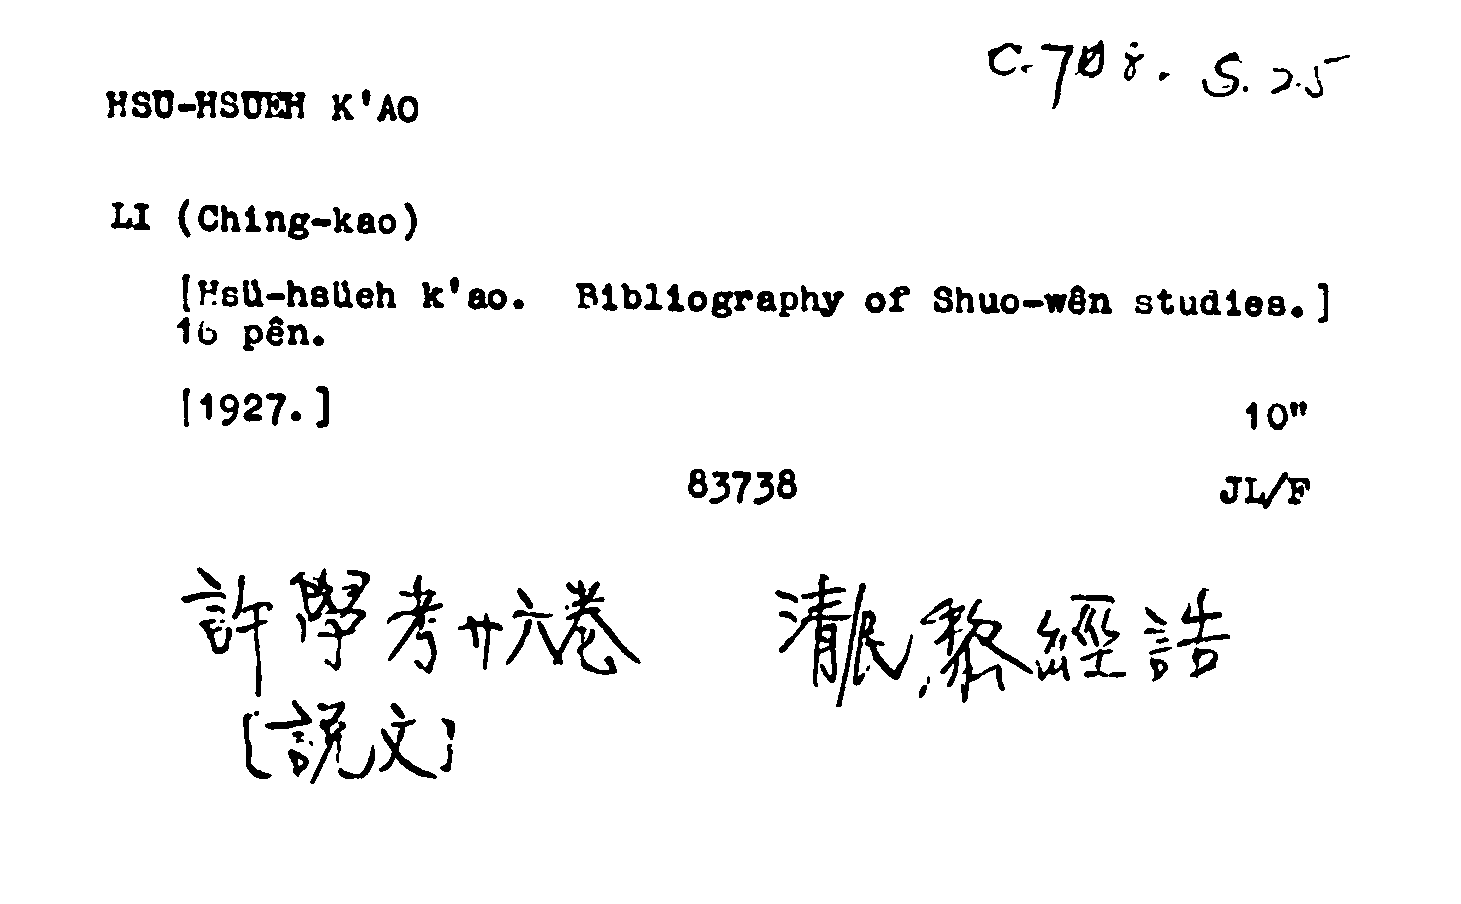 C. 708. S. 25
HSÜ-HSÜEH K'AO
LI (Ching-kao)
[Hsü-hsüeh k'ao. Bibliography of Shuo-wên studies.]
16 pên.
[1927.] 10"
83738 JL/F
許學考廿六卷 清/民 黎經誥
[說文]